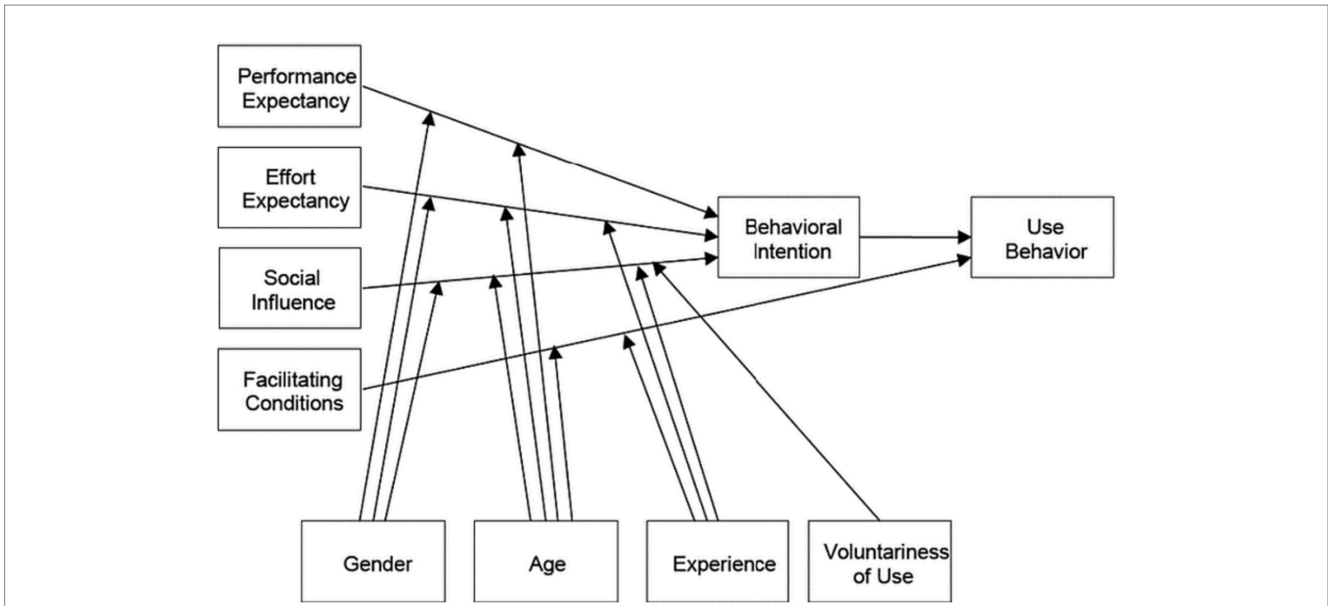 Performance
Expectancy
Effort
Expectancy
Social
Influence
Facilitating
Conditions
Behavioral
Intention
Use
Behavior
Gender
Age
Experience
Voluntariness
of Use